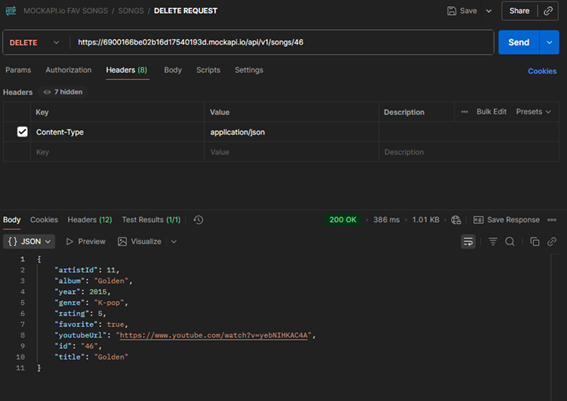 MOCKAPI.io FAV SONGS / SONGS / DELETE REQUEST Save Share
DELETE https://6900166be02b16d17540193d.mockapi.io/api/v1/songs/46 Send
Params Authorization Headers (8) Body Scripts Settings Cookies
Headers 7 hidden
Key Value Description ••• Bulk Edit Presets
Content-Type application/json
Key Value Description
Body Cookies Headers (12) Test Results (1/1) 200 OK • 386 ms • 1.01 KB Save Response •••
{} JSON Preview Visualize
1 {
2 "artistId": 11,
3 "album": "Golden",
4 "year": 2015,
5 "genre": "K-pop",
6 "rating": 5,
7 "favorite": true,
8 "youtubeUrl": "https://www.youtube.com/watch?v=yebNIHKAC4A",
9 "id": "46",
10 "title": "Golden"
11 }